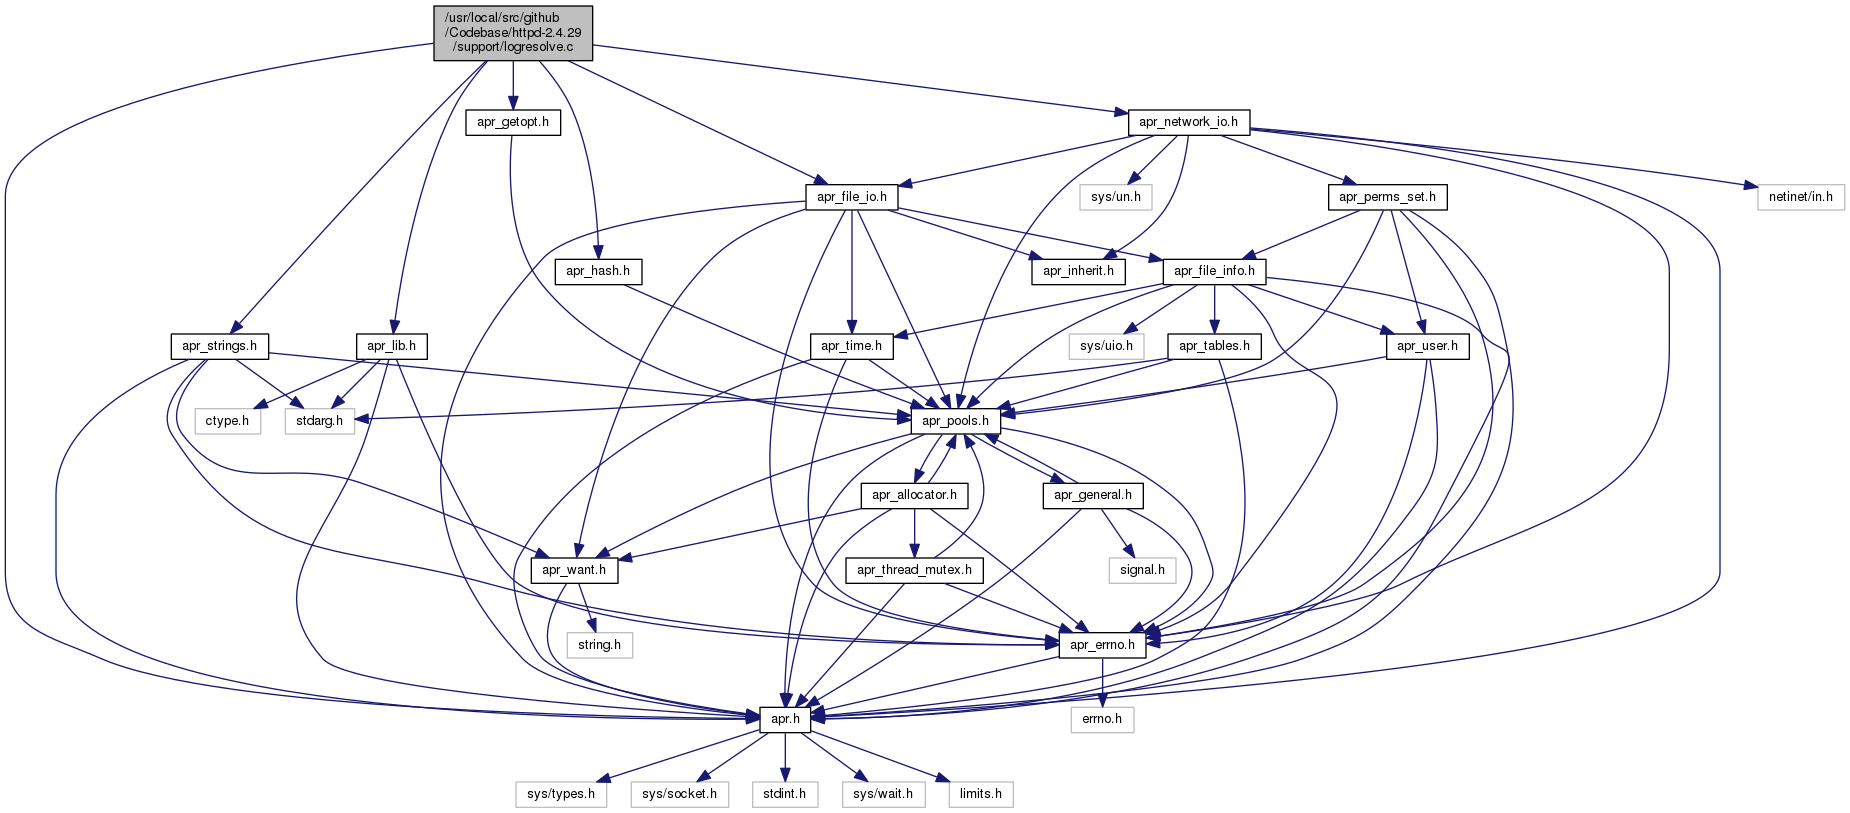 /usr/local/src/github
/Codebase/httpd-2.4.29
/support/logresolve.c
apr_getopt.h
apr_network_io.h
apr_file_io.h
sys/un.h
apr_perms_set.h
netinet/in.h
apr_hash.h
apr_inherit.h
apr_file_info.h
apr_strings.h
apr_lib.h
apr_time.h
sys/uio.h
apr_tables.h
apr_user.h
ctype.h
stdarg.h
apr_pools.h
apr_allocator.h
apr_general.h
apr_want.h
apr_thread_mutex.h
signal.h
string.h
apr_errno.h
apr.h
errno.h
sys/types.h
sys/socket.h
stdint.h
sys/wait.h
limits.h